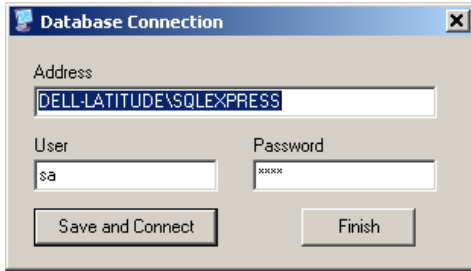 Database Connection
Address
DELL-LATITUDE\SQLEXPRESS
User Password
sa ****
Save and Connect Finish